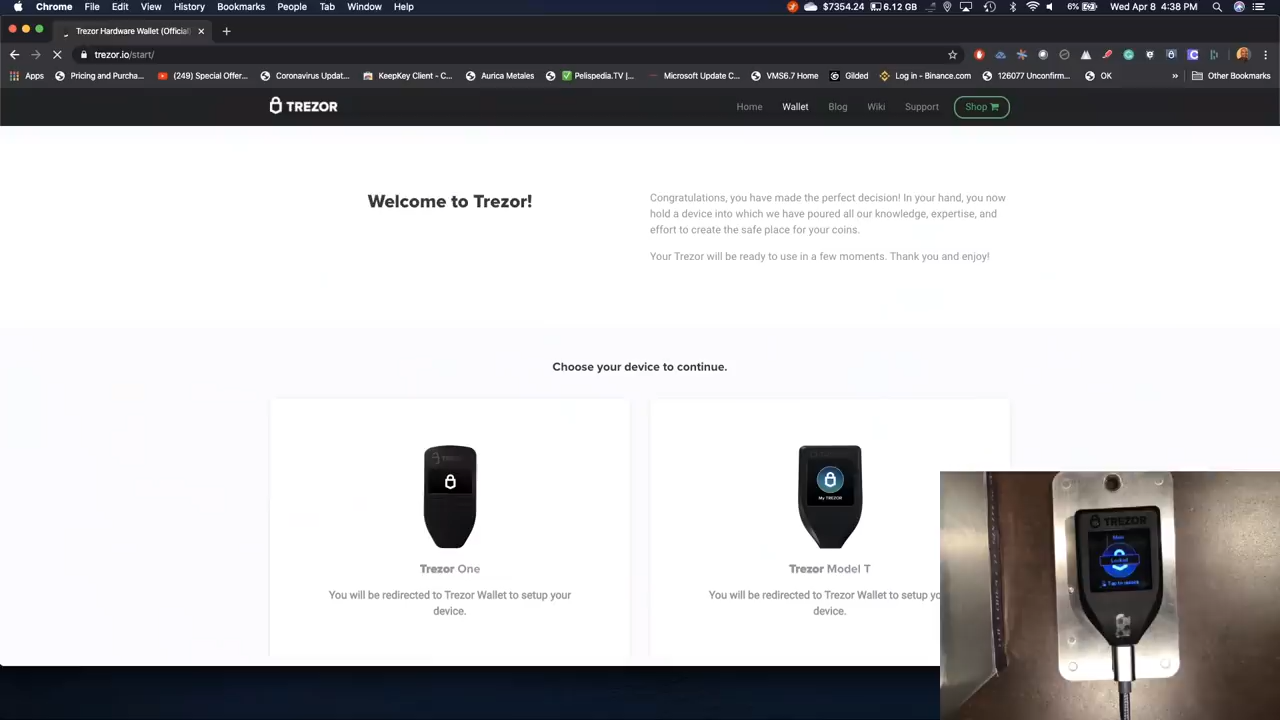 Chrome File Edit View History Bookmarks People Tab Window Help $7354.24 6.12 GB 6% Wed Apr 8 4:38 PM
Trezor Hardware Wallet (Official
trezor.io/start/
Apps Pricing and Purcha... (249) Special Offer... Coronavirus Updat... KeepKey Client - C... Aurica Metales Pelispedia.TV |... Microsoft Update C... VMS6.7 Home Gilded Log in - Binance.com 126077 Unconfirm... OK » Other Bookmarks
TREZOR Home Wallet Blog Wiki Support Shop
Welcome to Trezor!
Congratulations, you have made the perfect decision! In your hand, you now
hold a device into which we have poured all our knowledge, expertise, and
effort to create the safe place for your coins.
Your Trezor will be ready to use in a few moments. Thank you and enjoy!
Choose your device to continue.
My TREZOR
Trezor One
You will be redirected to Trezor Wallet to setup your
device.
Trezor Model T
You will be redirected to Trezor Wallet to setup yo
device.
TREZOR
Locked
Tap to